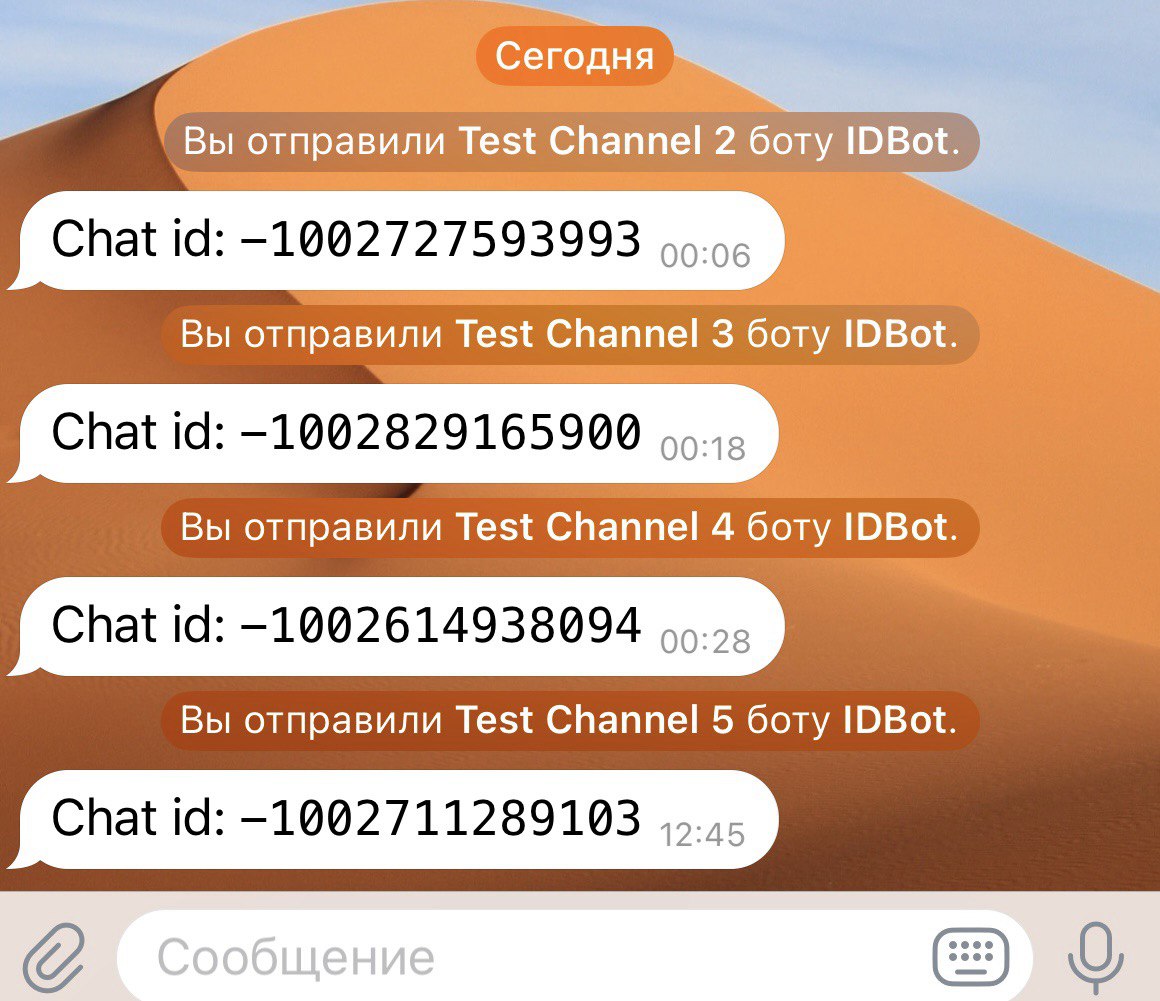 Сегодня
Вы отправили Test Channel 2 боту IDBot.
Chat id: −1002727593993 00:06
Вы отправили Test Channel 3 боту IDBot.
Chat id: −1002829165900 00:18
Вы отправили Test Channel 4 боту IDBot.
Chat id: −1002614938094 00:28
Вы отправили Test Channel 5 боту IDBot.
Chat id: −1002711289103 12:45
Сообщение